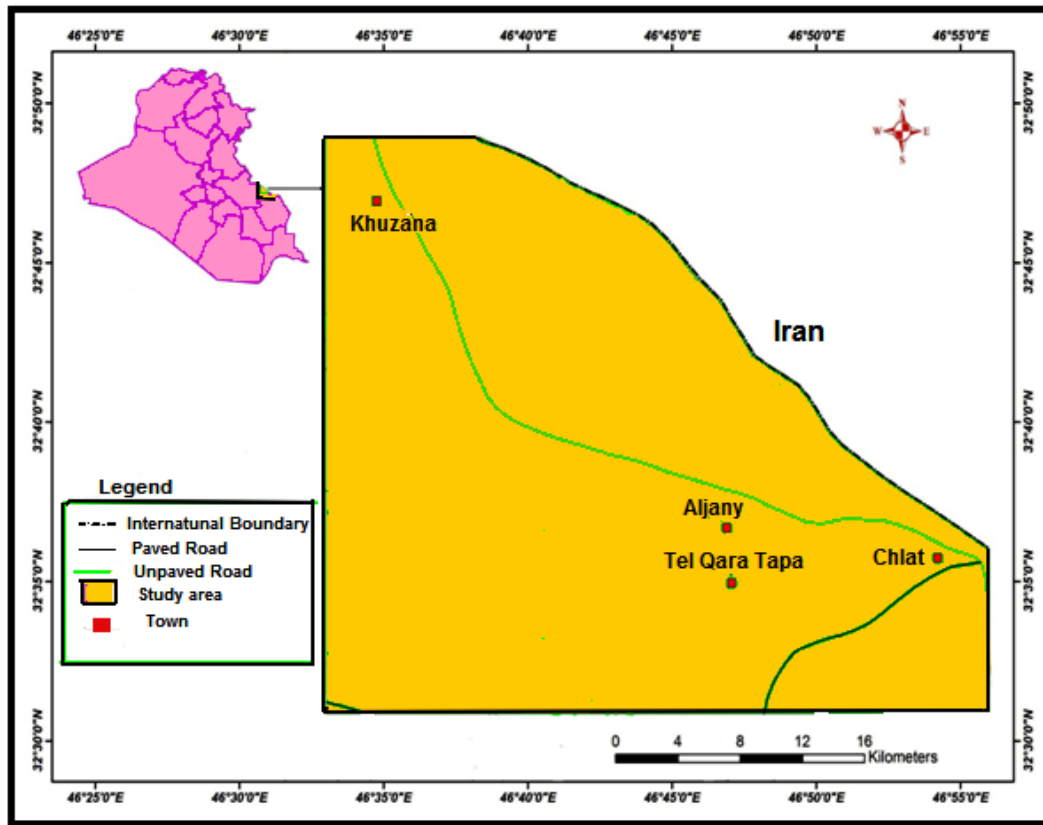 46°25'0"E 46°30'0"E 46°35'0"E 46°40'0"E 46°45'0"E 46°50'0"E 46°55'0"E
32°50'0"N
32°50'0"N
N
W E
S
Khuzana
32°45'0"N
32°45'0"N
Iran
32°40'0"N
32°40'0"N
Legend
Internatunal Boundary
Paved Road
Unpaved Road
Study area
Town
Aljany
Tel Qara Tapa
Chlat
32°35'0"N
32°35'0"N
32°30'0"N
32°30'0"N
0 4 8 12 16
Kilometers
46°25'0"E 46°30'0"E 46°35'0"E 46°40'0"E 46°45'0"E 46°50'0"E 46°55'0"E